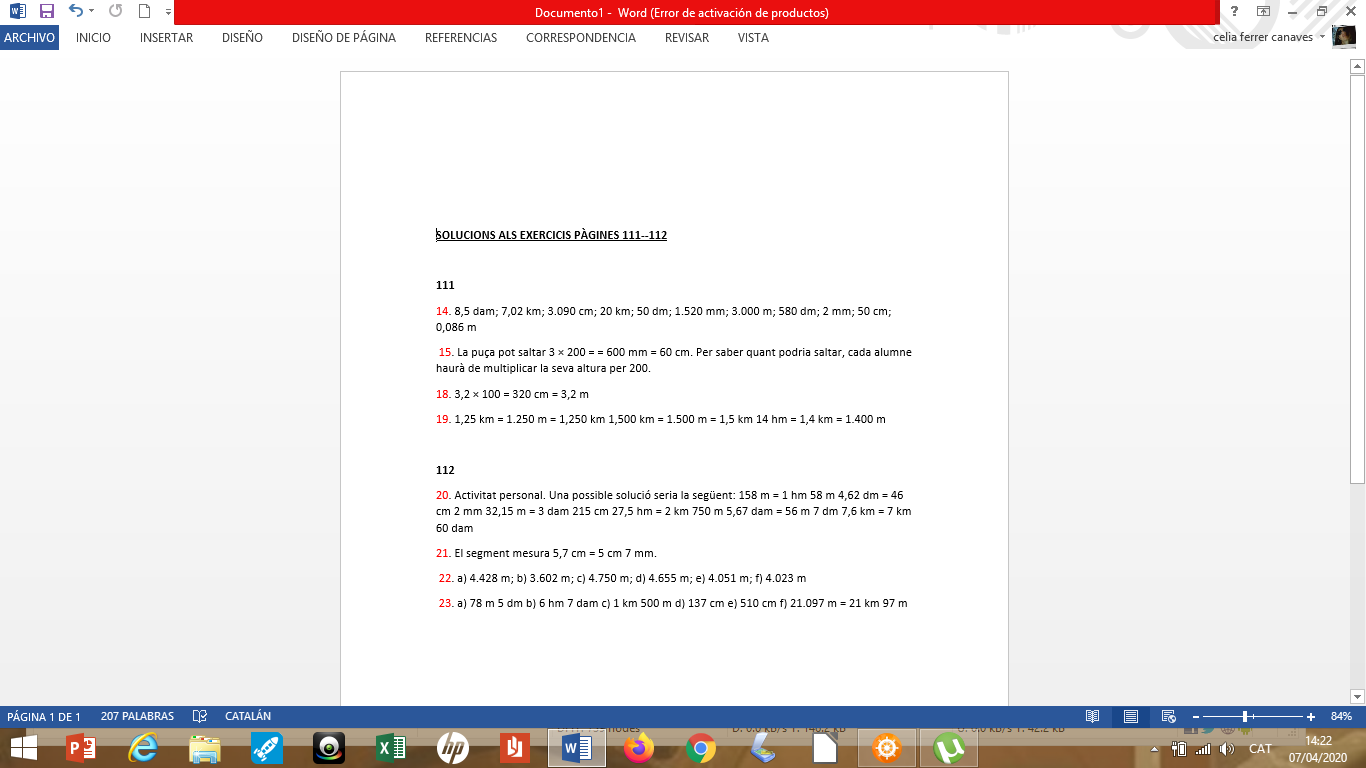 Documento1 - Word (Error de activación de productos)
ARCHIVO INICIO INSERTAR DISEÑO DISEÑO DE PÁGINA REFERENCIAS CORRESPONDENCIA REVISAR VISTA celia ferrer canaves
SOLUCIONS ALS EXERCICIS PÀGINES 111--112
111
14. 8,5 dam; 7,02 km; 3.090 cm; 20 km; 50 dm; 1.520 mm; 3.000 m; 580 dm; 2 mm; 50 cm;
0,086 m
15. La puça pot saltar 3 × 200 = = 600 mm = 60 cm. Per saber quant podria saltar, cada alumne
haurà de multiplicar la seva altura per 200.
18. 3,2 × 100 = 320 cm = 3,2 m
19. 1,25 km = 1.250 m = 1,250 km 1,500 km = 1.500 m = 1,5 km 14 hm = 1,4 km = 1.400 m
112
20. Activitat personal. Una possible solució seria la següent: 158 m = 1 hm 58 m 4,62 dm = 46
cm 2 mm 32,15 m = 3 dam 215 cm 27,5 hm = 2 km 750 m 5,67 dam = 56 m 7 dm 7,6 km = 7 km
60 dam
21. El segment mesura 5,7 cm = 5 cm 7 mm.
22. a) 4.428 m; b) 3.602 m; c) 4.750 m; d) 4.655 m; e) 4.051 m; f) 4.023 m
23. a) 78 m 5 dm b) 6 hm 7 dam c) 1 km 500 m d) 137 cm e) 510 cm f) 21.097 m = 21 km 97 m
PÁGINA 1 DE 1 207 PALABRAS CATALÁN 84%
CAT
14:22
07/04/2020